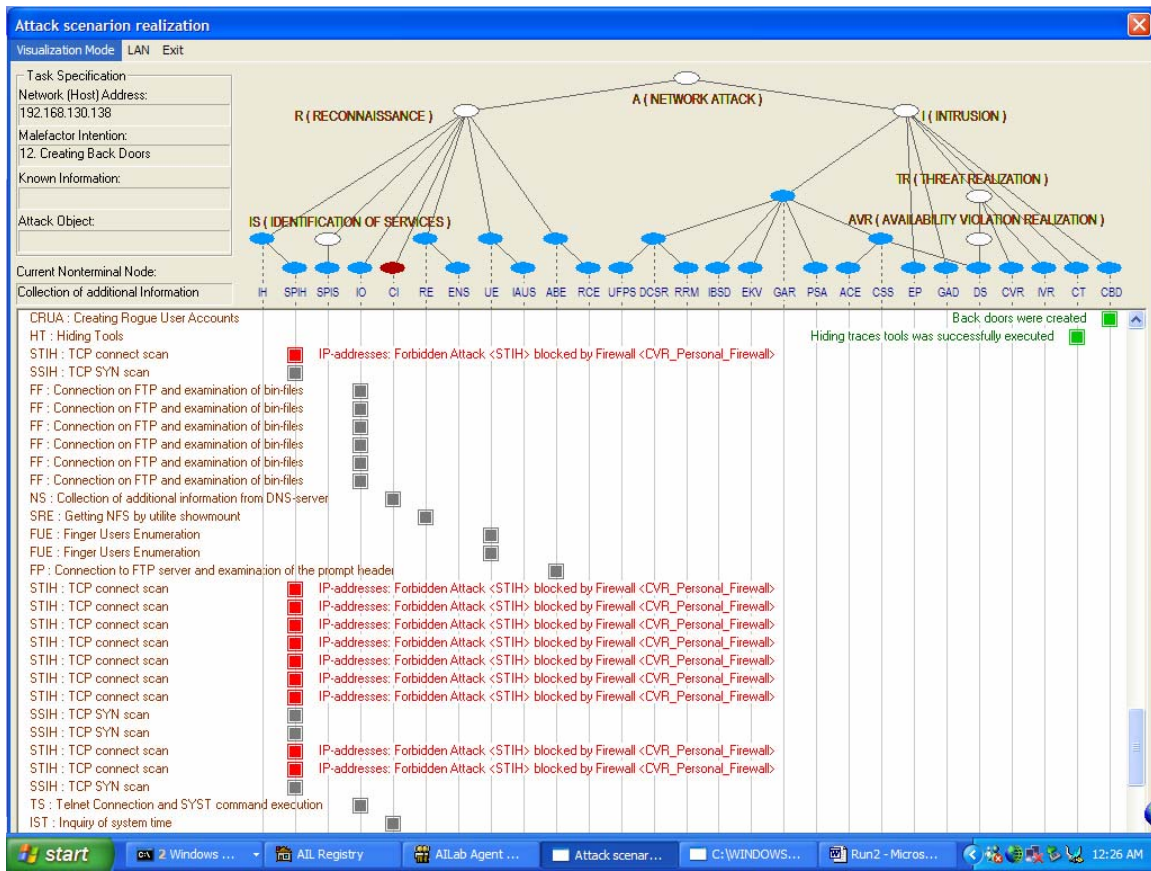 Attack scenarion realization
Visualization Mode LAN Exit
Task Specification
Network (Host) Address:
192.168.130.138
Malefactor Intention:
12. Creating Back Doors
Known Information:
Attack Object:
Current Nonterminal Node:
Collection of additional Information
A ( NETWORK ATTACK )
R ( RECONNAISSANCE )
I ( INTRUSION )
TR ( THREAT REALIZATION )
IS ( IDENTIFICATION OF SERVICES )
AVR ( AVAILABILITY VIOLATION REALIZATION )
IH SPIH SPIS IO CI RE ENS UE IAUS ABE RCE UFPS DCSR RRM IBSD EKV GAR PSA ACE CSS EP GAD DS CVR IVR CT CBD
CRUA : Creating Rogue User Accounts Back doors were created
HT : Hiding Tools Hiding traces tools was successfully executed
STIH : TCP connect scan IP-addresses: Forbidden Attack <STIH> blocked by Firewall <CVR_Personal_Firewall>
SSIH : TCP SYN scan
FF : Connection on FTP and examination of bin-files
FF : Connection on FTP and examination of bin-files
FF : Connection on FTP and examination of bin-files
FF : Connection on FTP and examination of bin-files
FF : Connection on FTP and examination of bin-files
FF : Connection on FTP and examination of bin-files
NS : Collection of additional information from DNS-server
SRE : Getting NFS by utilite showmount
FUE : Finger Users Enumeration
FUE : Finger Users Enumeration
FP : Connection to FTP server and examination of the prompt header
STIH : TCP connect scan IP-addresses: Forbidden Attack <STIH> blocked by Firewall <CVR_Personal_Firewall>
STIH : TCP connect scan IP-addresses: Forbidden Attack <STIH> blocked by Firewall <CVR_Personal_Firewall>
STIH : TCP connect scan IP-addresses: Forbidden Attack <STIH> blocked by Firewall <CVR_Personal_Firewall>
STIH : TCP connect scan IP-addresses: Forbidden Attack <STIH> blocked by Firewall <CVR_Personal_Firewall>
STIH : TCP connect scan IP-addresses: Forbidden Attack <STIH> blocked by Firewall <CVR_Personal_Firewall>
STIH : TCP connect scan IP-addresses: Forbidden Attack <STIH> blocked by Firewall <CVR_Personal_Firewall>
STIH : TCP connect scan IP-addresses: Forbidden Attack <STIH> blocked by Firewall <CVR_Personal_Firewall>
SSIH : TCP SYN scan
SSIH : TCP SYN scan
STIH : TCP connect scan IP-addresses: Forbidden Attack <STIH> blocked by Firewall <CVR_Personal_Firewall>
STIH : TCP connect scan IP-addresses: Forbidden Attack <STIH> blocked by Firewall <CVR_Personal_Firewall>
SSIH : TCP SYN scan
TS : Telnet Connection and SYST command execution
IST : Inquiry of system time
start 2 Windows ... AIL Registry AILab Agent ... Attack scenar... C:\WINDOWS... Run2 - Micros... 12:26 AM